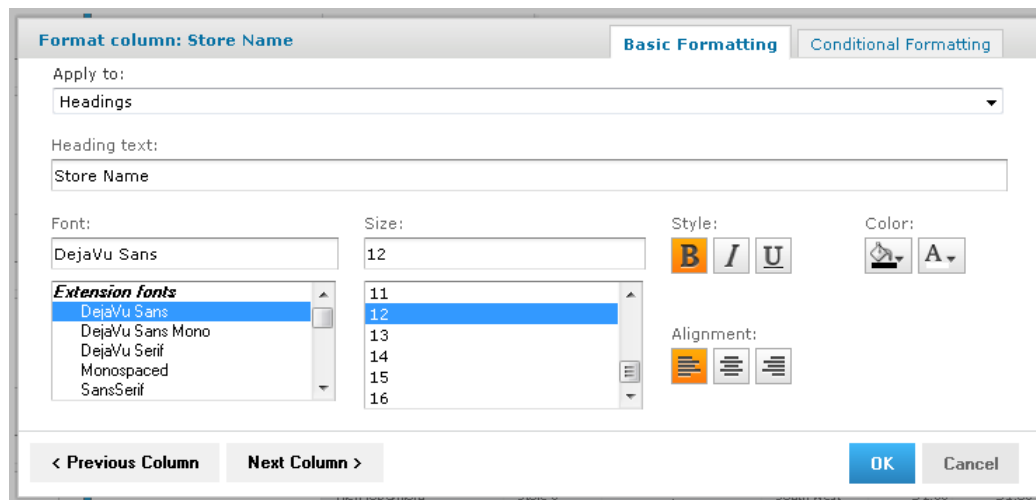 Format column: Store Name
Basic Formatting
Conditional Formatting
Apply to:
Headings
Heading text:
Store Name
Font:
Size:
Style:
Color:
DejaVu Sans
12
B I U
A
Extension fonts
DejaVu Sans
DejaVu Sans Mono
DejaVu Serif
Monospaced
SansSerif
11
12
13
14
15
16
Alignment:
< Previous Column
Next Column >
OK
Cancel